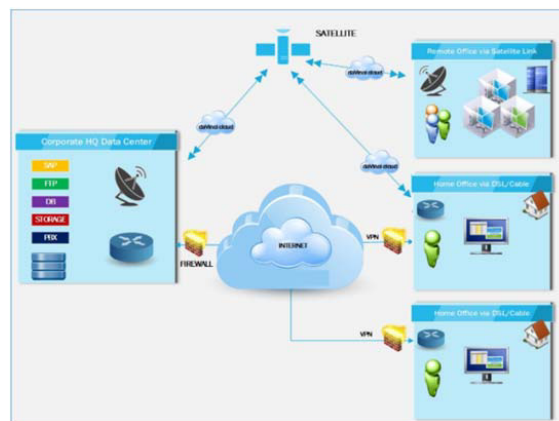 SATELLITE
Remote Office via Satellite Link
Corporate HQ Data Center
SAP
FTP
DB
STORAGE
PBX
FIREWALL
INTERNET
VPN
Home Office via DSL/Cable
VPN
Home Office via DSL/Cable